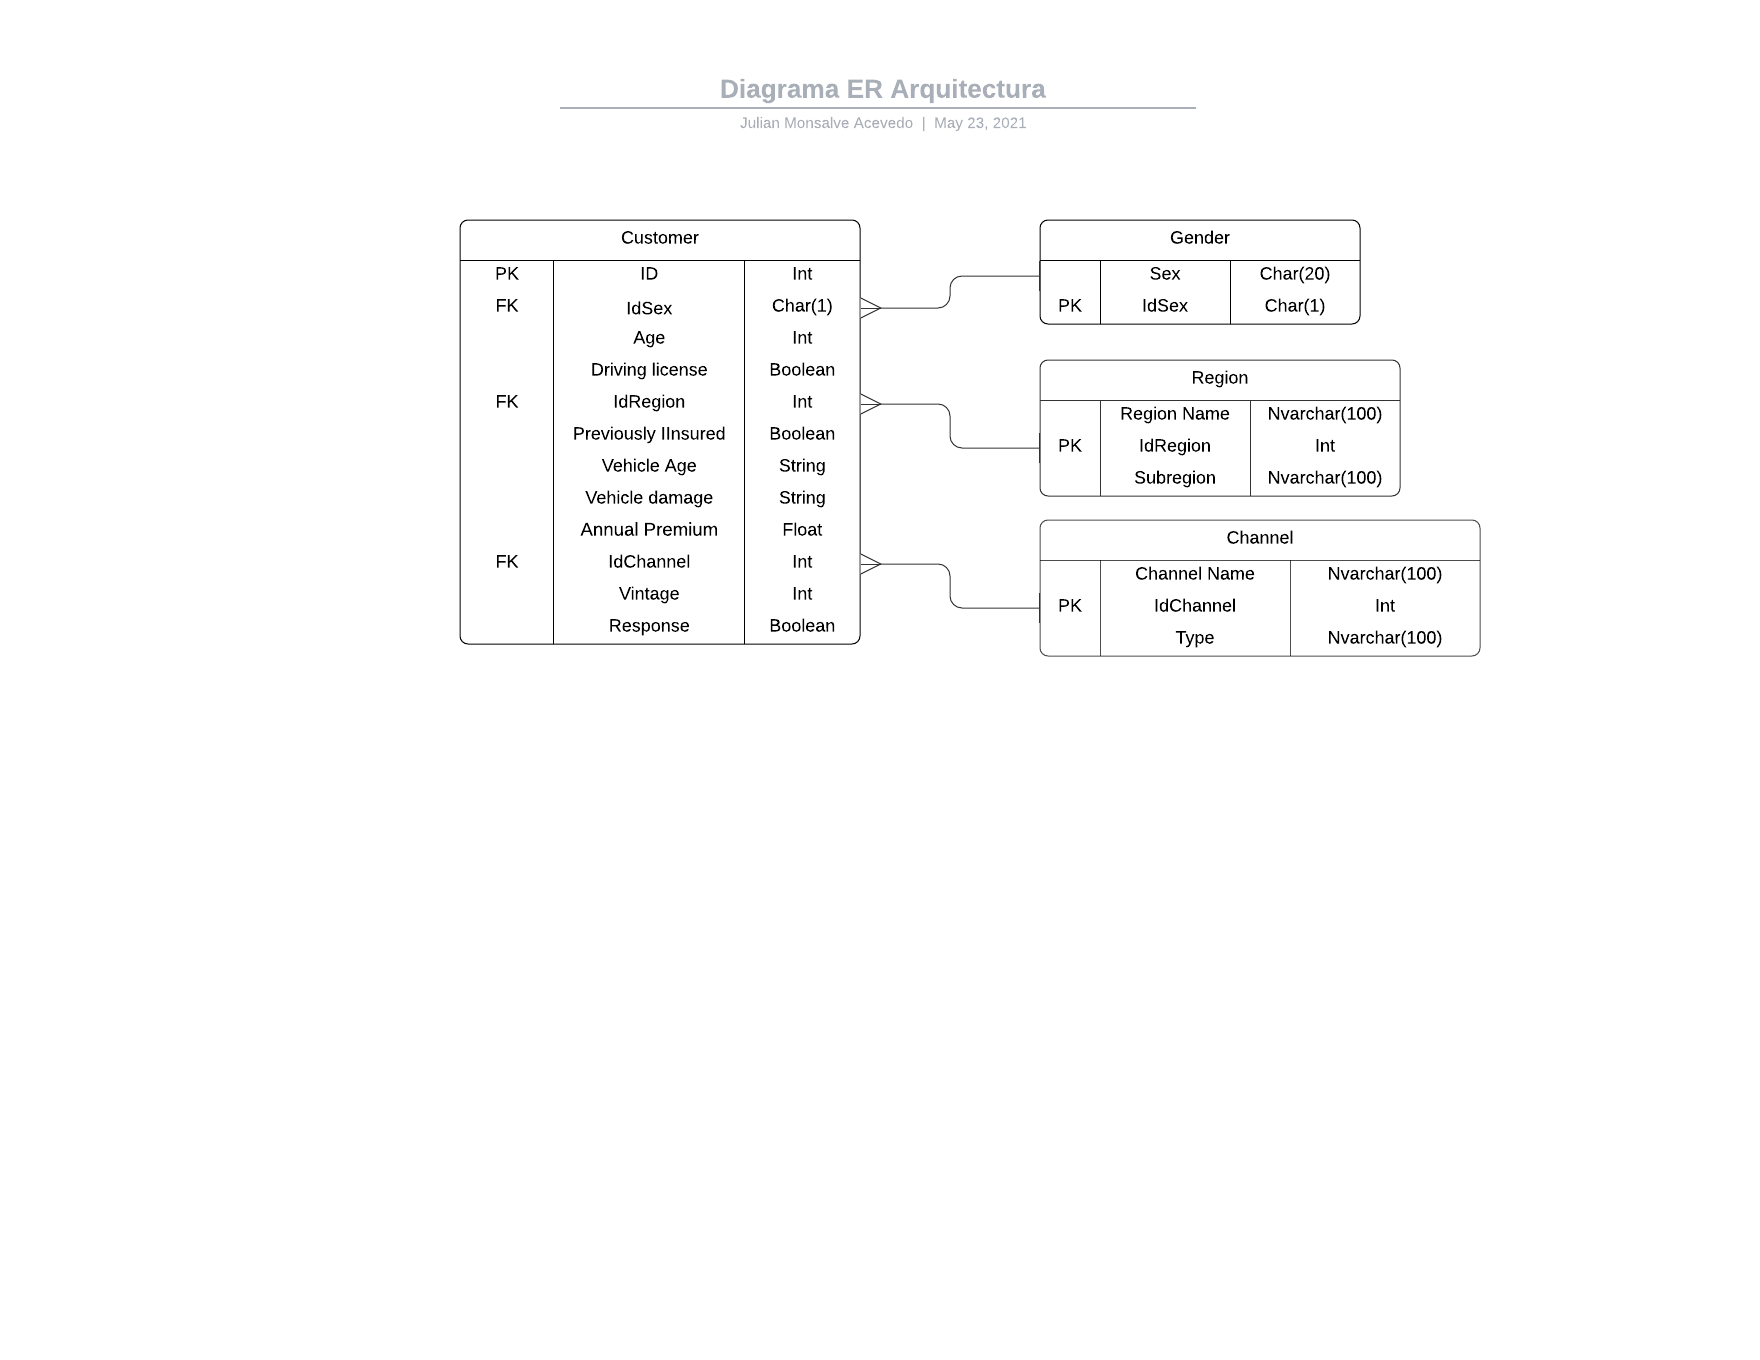 Diagrama ER Arquitectura
Julian Monsalve Acevedo | May 23, 2021
Customer
PK ID Int
FK IdSex Char(1)
Age Int
Driving license Boolean
FK IdRegion Int
Previously IInsured Boolean
Vehicle Age String
Vehicle damage String
Annual Premium Float
FK IdChannel Int
Vintage Int
Response Boolean
Gender
Sex Char(20)
PK IdSex Char(1)
Region
Region Name Nvarchar(100)
PK IdRegion Int
Subregion Nvarchar(100)
Channel
Channel Name Nvarchar(100)
PK IdChannel Int
Type Nvarchar(100)